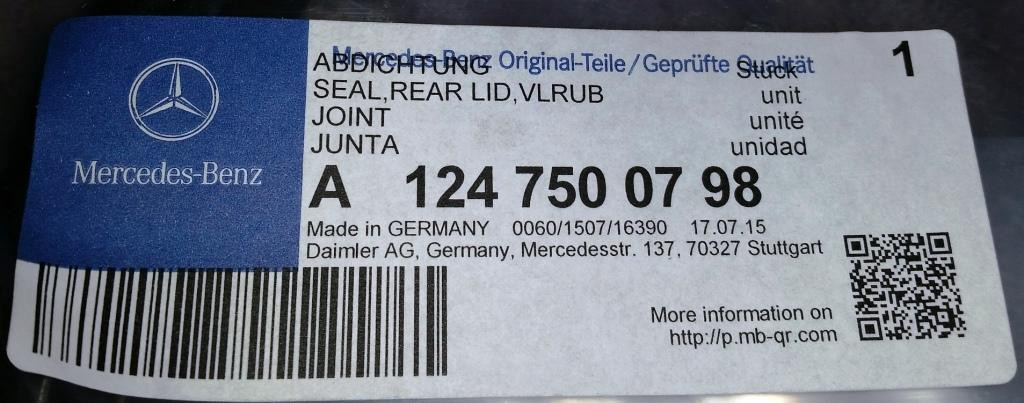 Mercedes-Benz Original-Teile/Geprüfte Qualität
1
ABDICHTUNG Stück
SEAL,REAR LID,VLRUB unit
JOINT unité
JUNTA unidad
Mercedes-Benz
A 124 750 07 98
Made in GERMANY 0060/1507/16390 17.07.15
Daimler AG, Germany, Mercedesstr. 137, 70327 Stuttgart
More information on
http://p.mb-qr.com